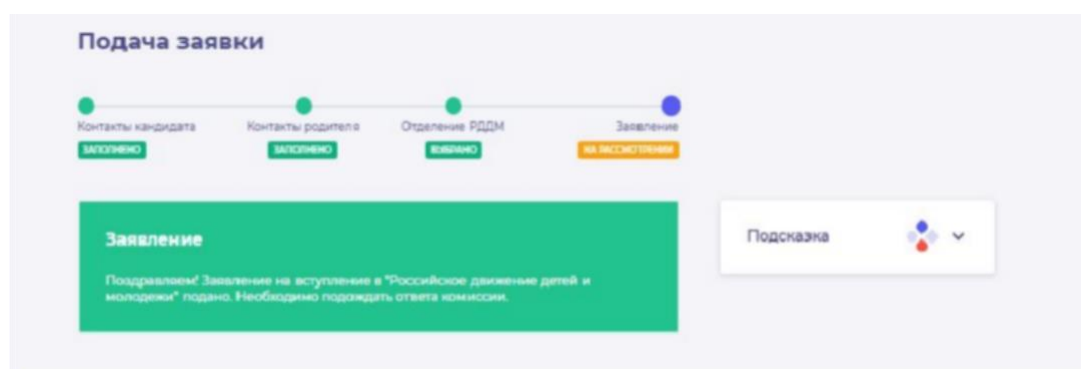 Подача заявки
Контакты кандидата
Контакты родителя
Отделение РДДМ
Заявление
ЗАПОЛНЕНО
ЗАПОЛНЕНО
ВЫБРАНО
НА РАССМОТРЕНИИ
Заявление
Поздравляем! Заявление на вступление в "Российское движение детей и
молодежи" подано. Необходимо подождать ответа комиссии.
Подсказка